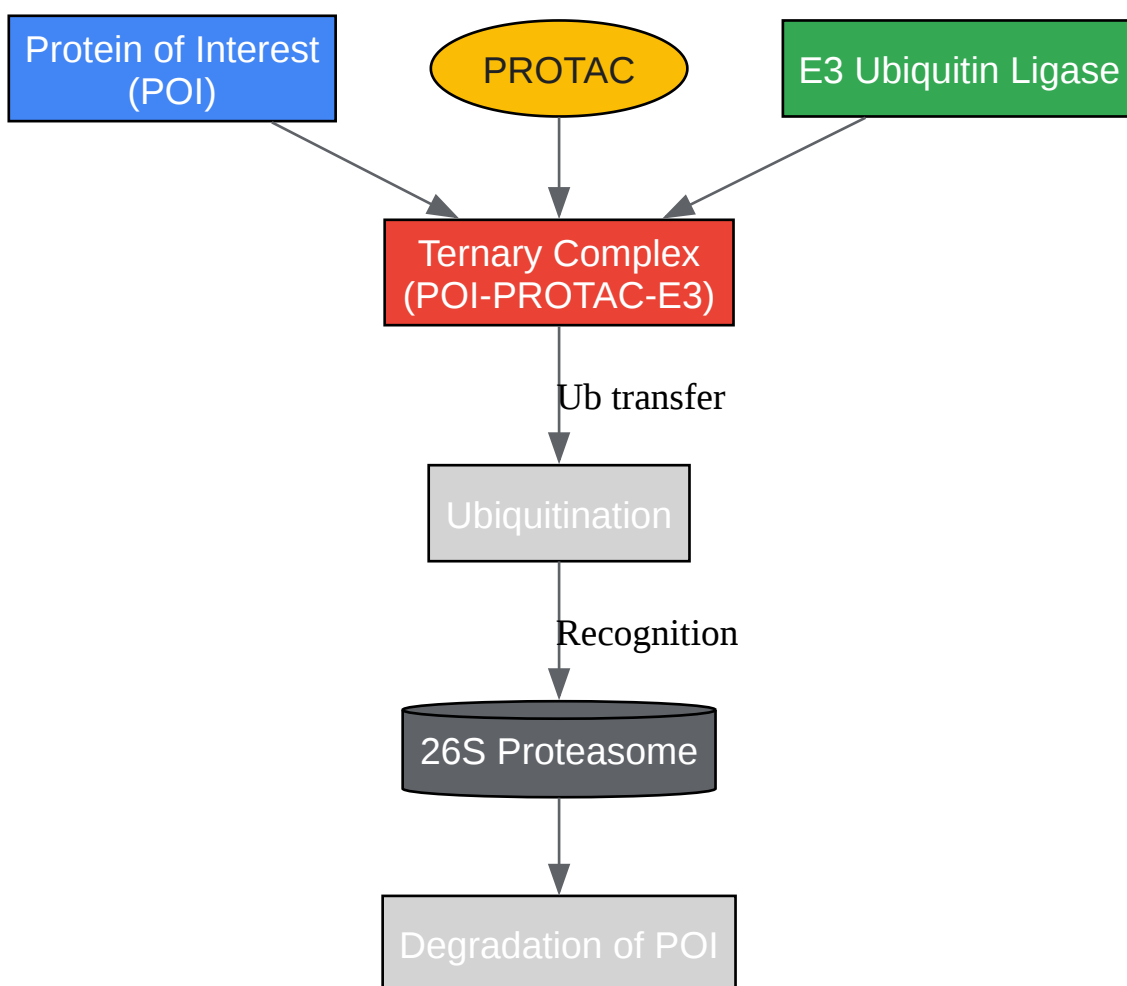 Protein of Interest
(POI)
PROTAC
E3 Ubiquitin Ligase
Ternary Complex
(POI-PROTAC-E3)
Ub transfer
Ubiquitination
Recognition
26S Proteasome
Degradation of POI